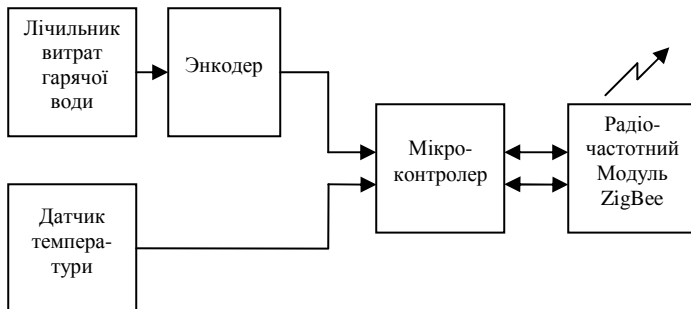 Лічильник
витрат
гарячої
води
Энкодер
Мікро-
контролер
Радіо-
частотний
Модуль
ZigBee
Датчик
темпера-
тури